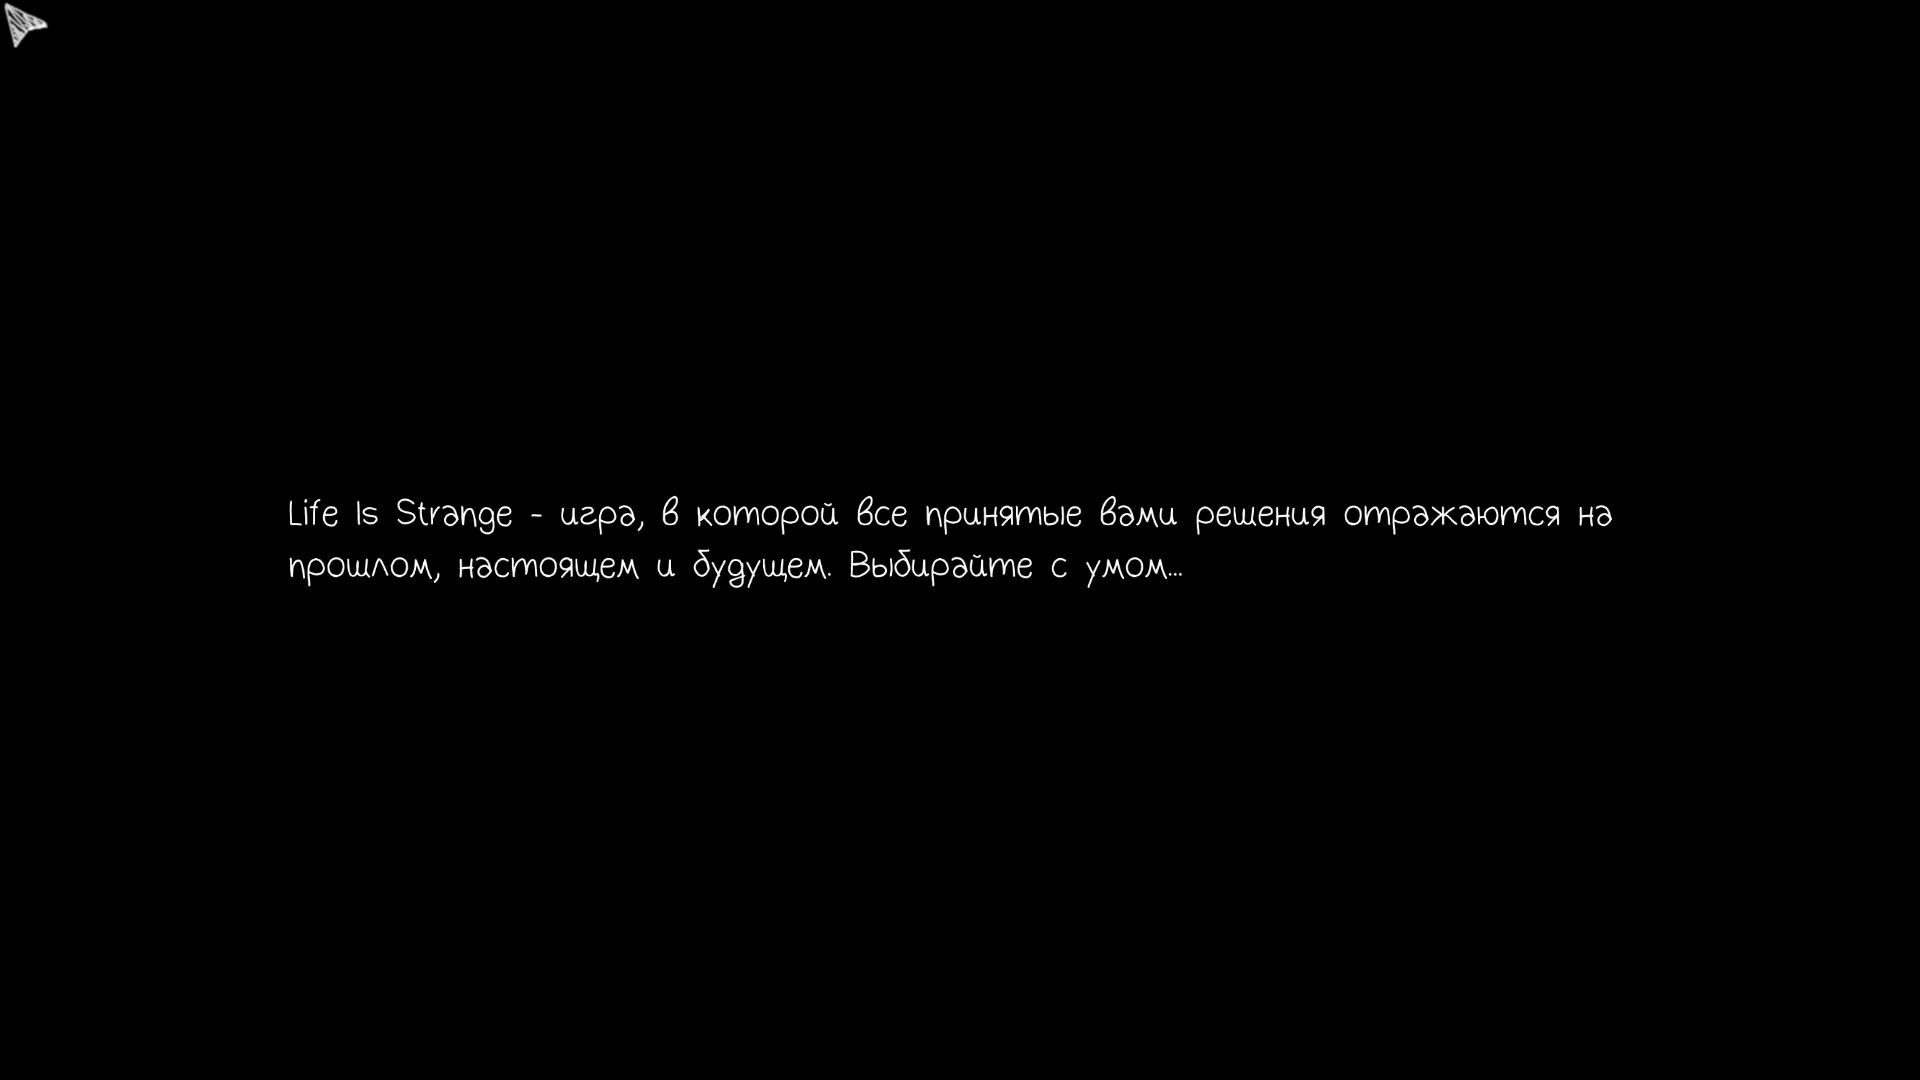 Life Is Strange - игра, в которой все принятые вами решения отражаются на
прошлом, настоящем и будущем. Выбирайте с умом...